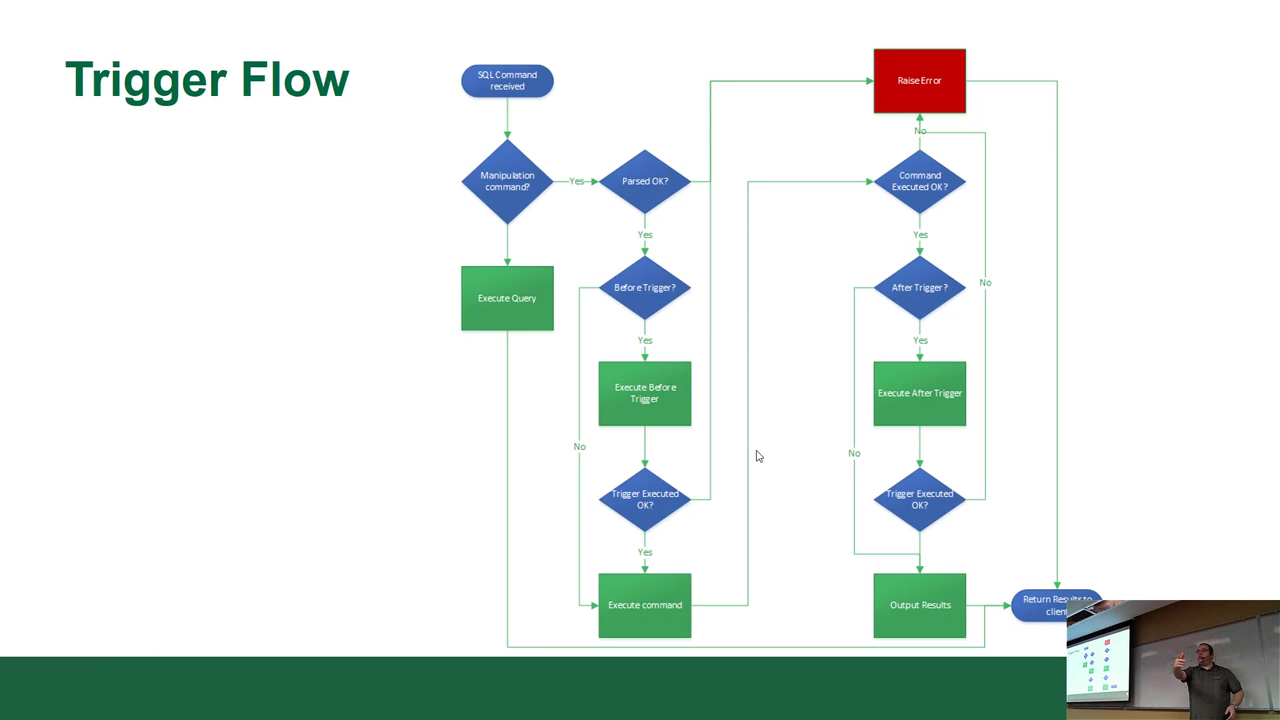 Trigger Flow
SQL Command
received
Raise Error
No
Manipulation
command?
Yes
Parsed OK?
Command
Executed OK?
Yes
Yes
Before Trigger?
After Trigger?
No
Execute Query
Yes
Yes
Execute Before
Trigger
Execute After Trigger
No
No
Trigger Executed
OK?
Trigger Executed
OK?
Yes
Execute command
Output Results
Return Results to